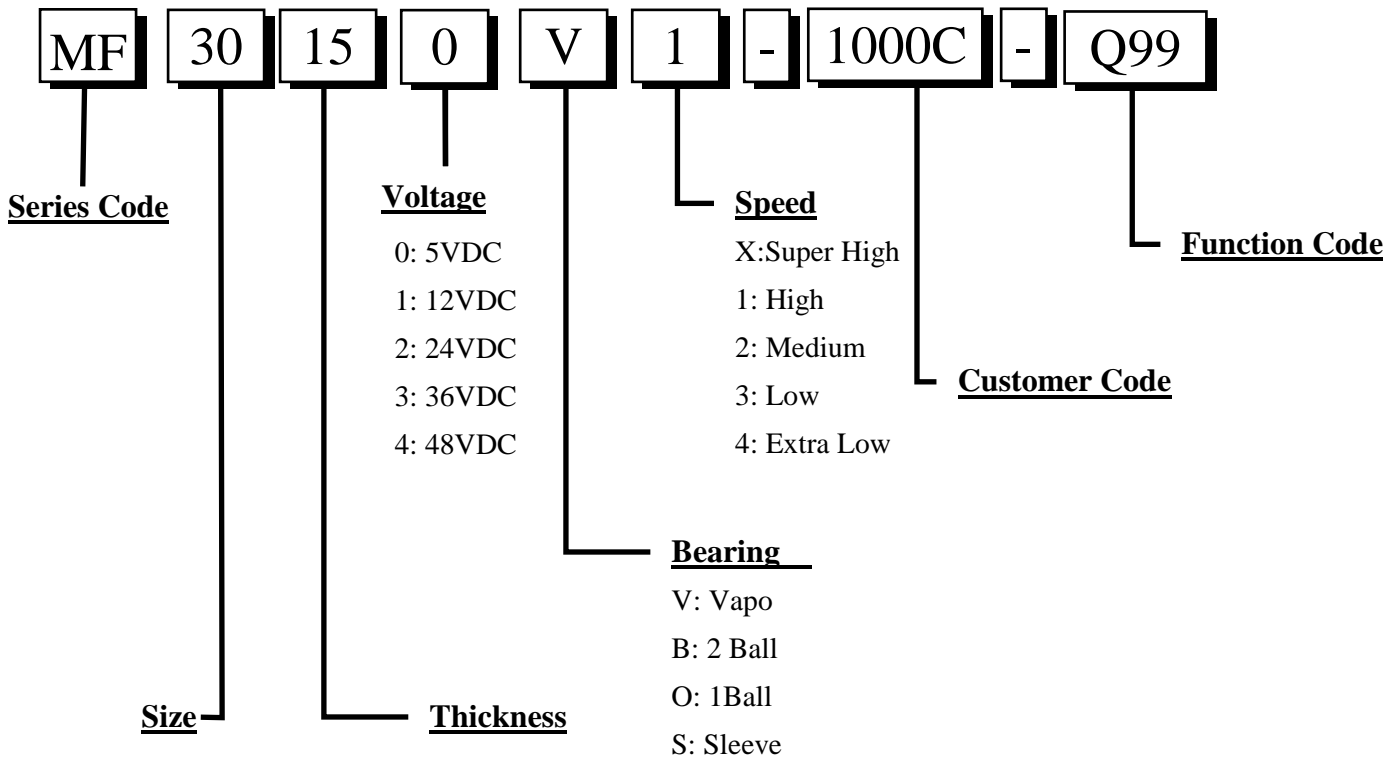 MF 30 15 0 V 1 - 1000C - Q99
Series Code
Voltage
0: 5VDC
1: 12VDC
2: 24VDC
3: 36VDC
4: 48VDC
Speed
X:Super High
1: High
2: Medium
3: Low
4: Extra Low
Function Code
Customer Code
Bearing
V: Vapo
B: 2 Ball
O: 1Ball
S: Sleeve
Size
Thickness